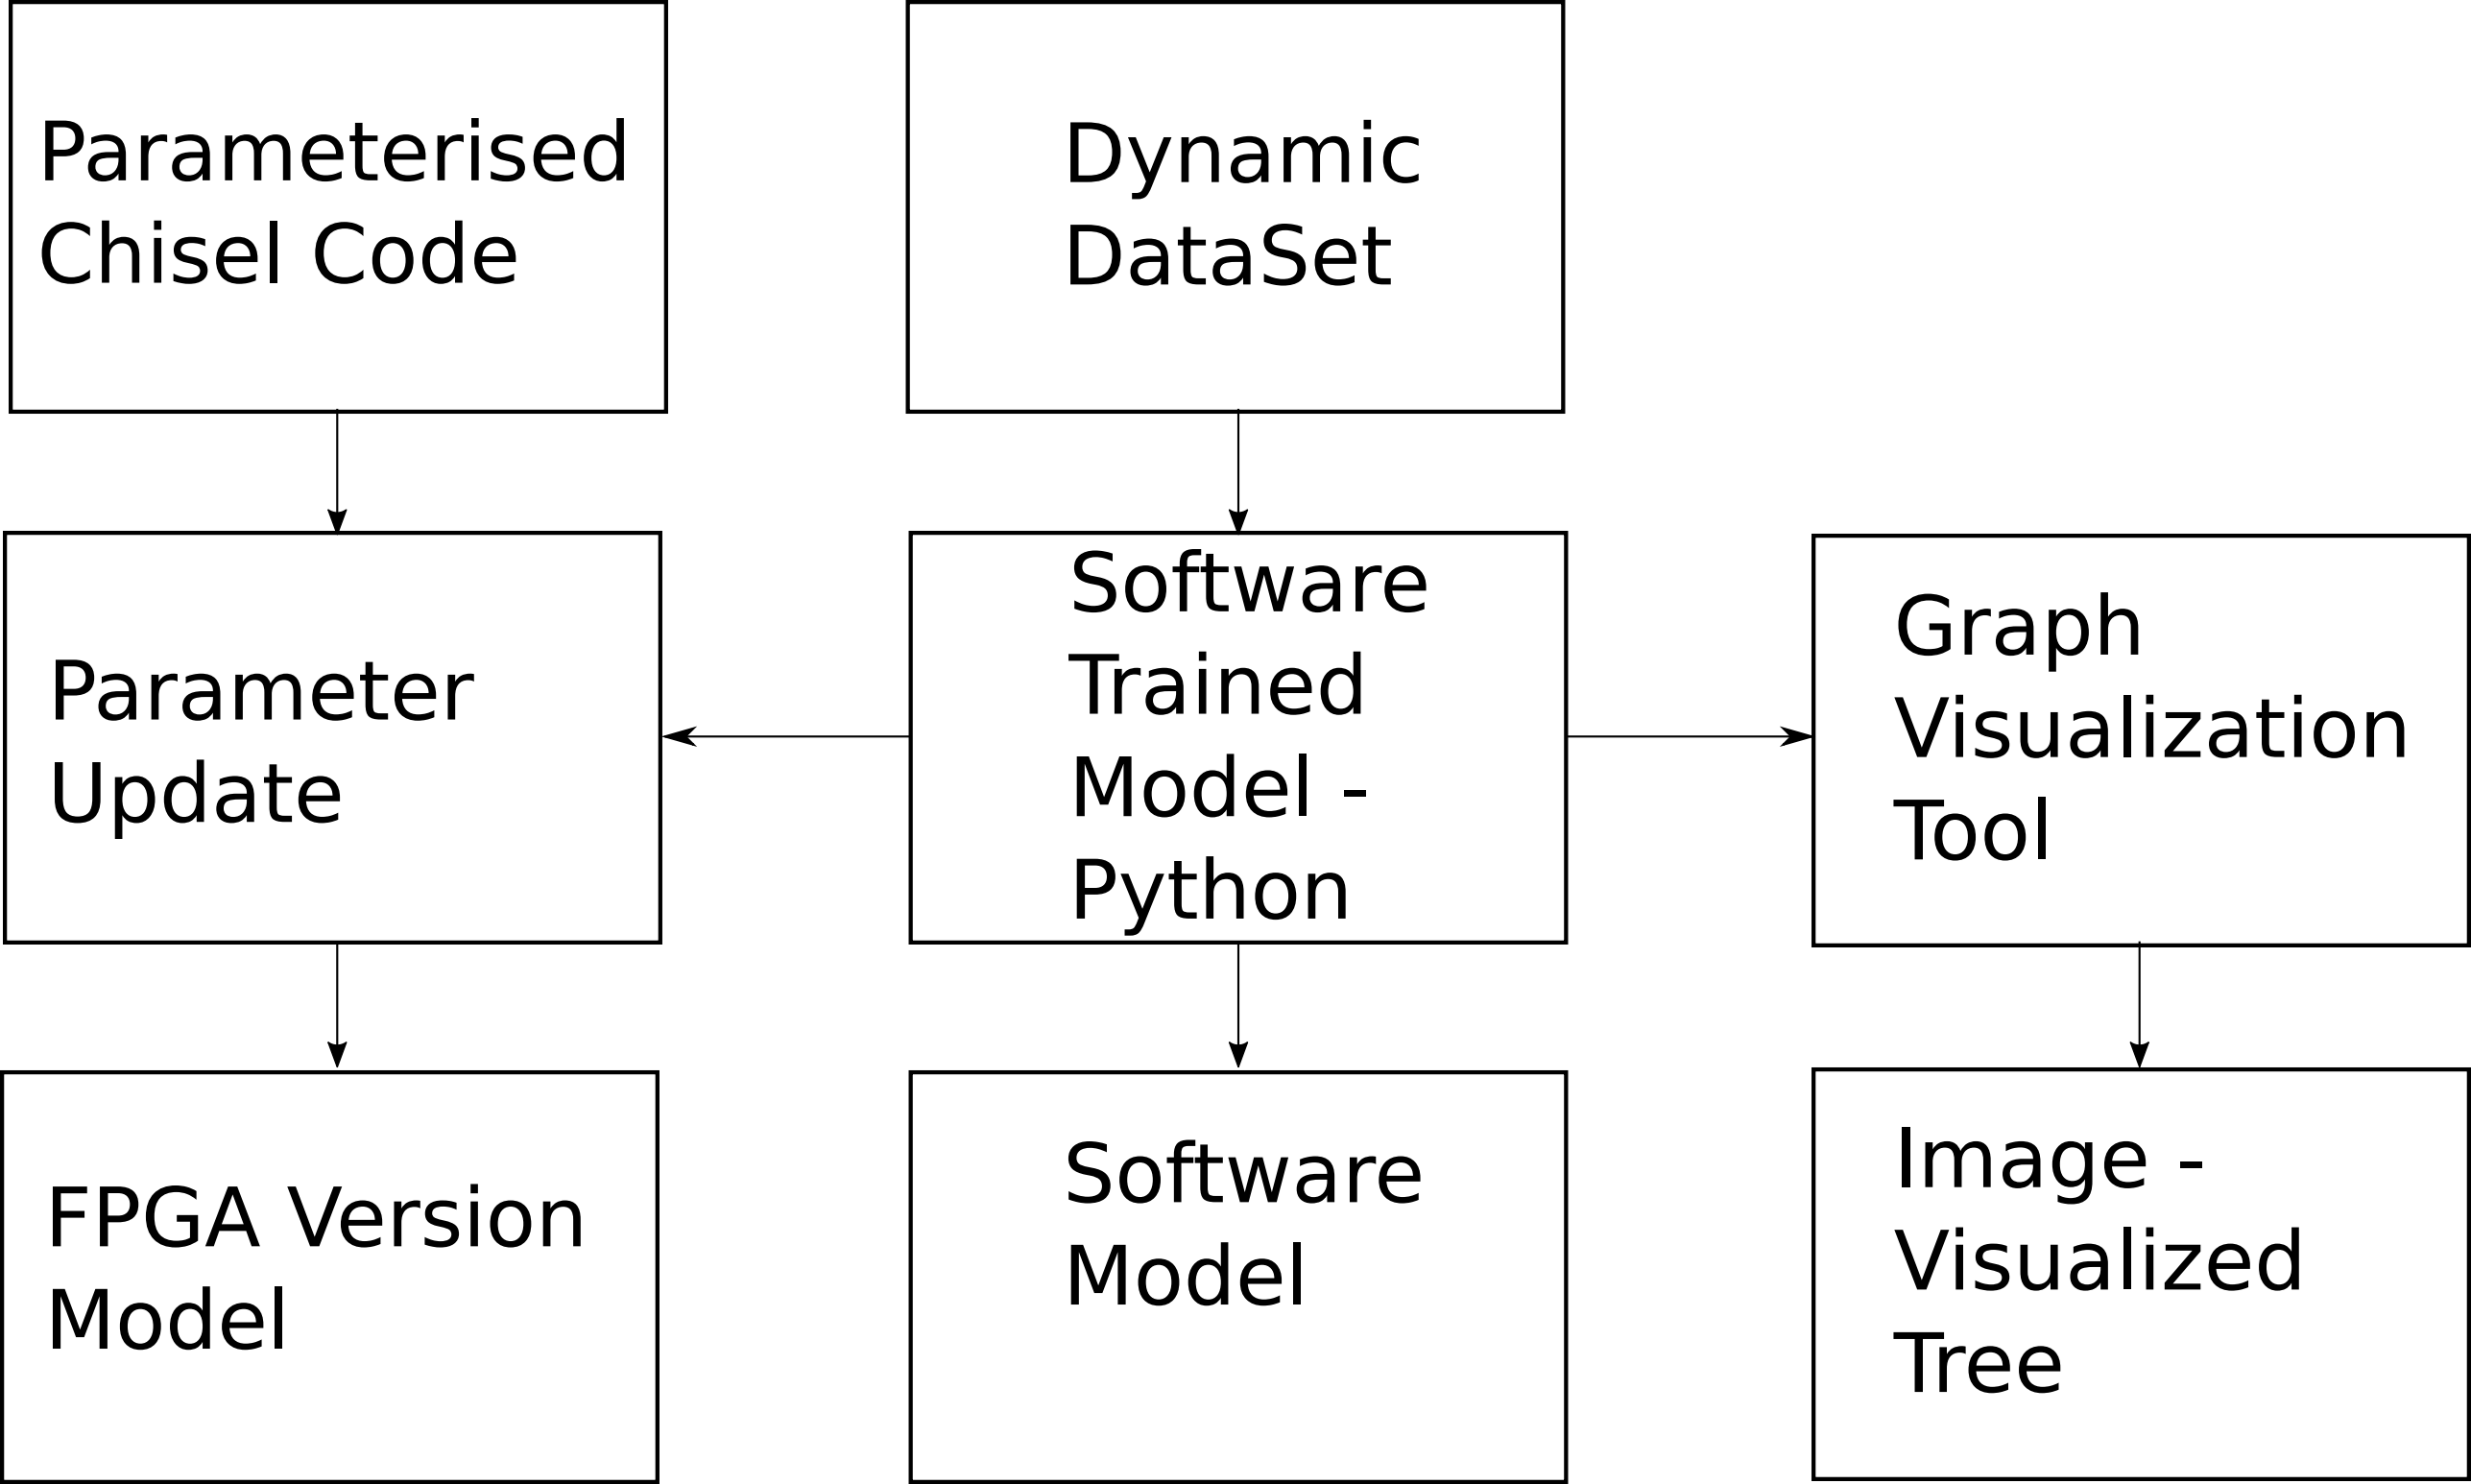 Parameterised
Chisel Code
Dynamic
DataSet
Parameter
Update
Software
Trained
Model -
Python
Graph
Visualization
Tool
FPGA Version
Model
Software
Model
Image -
Visualized
Tree